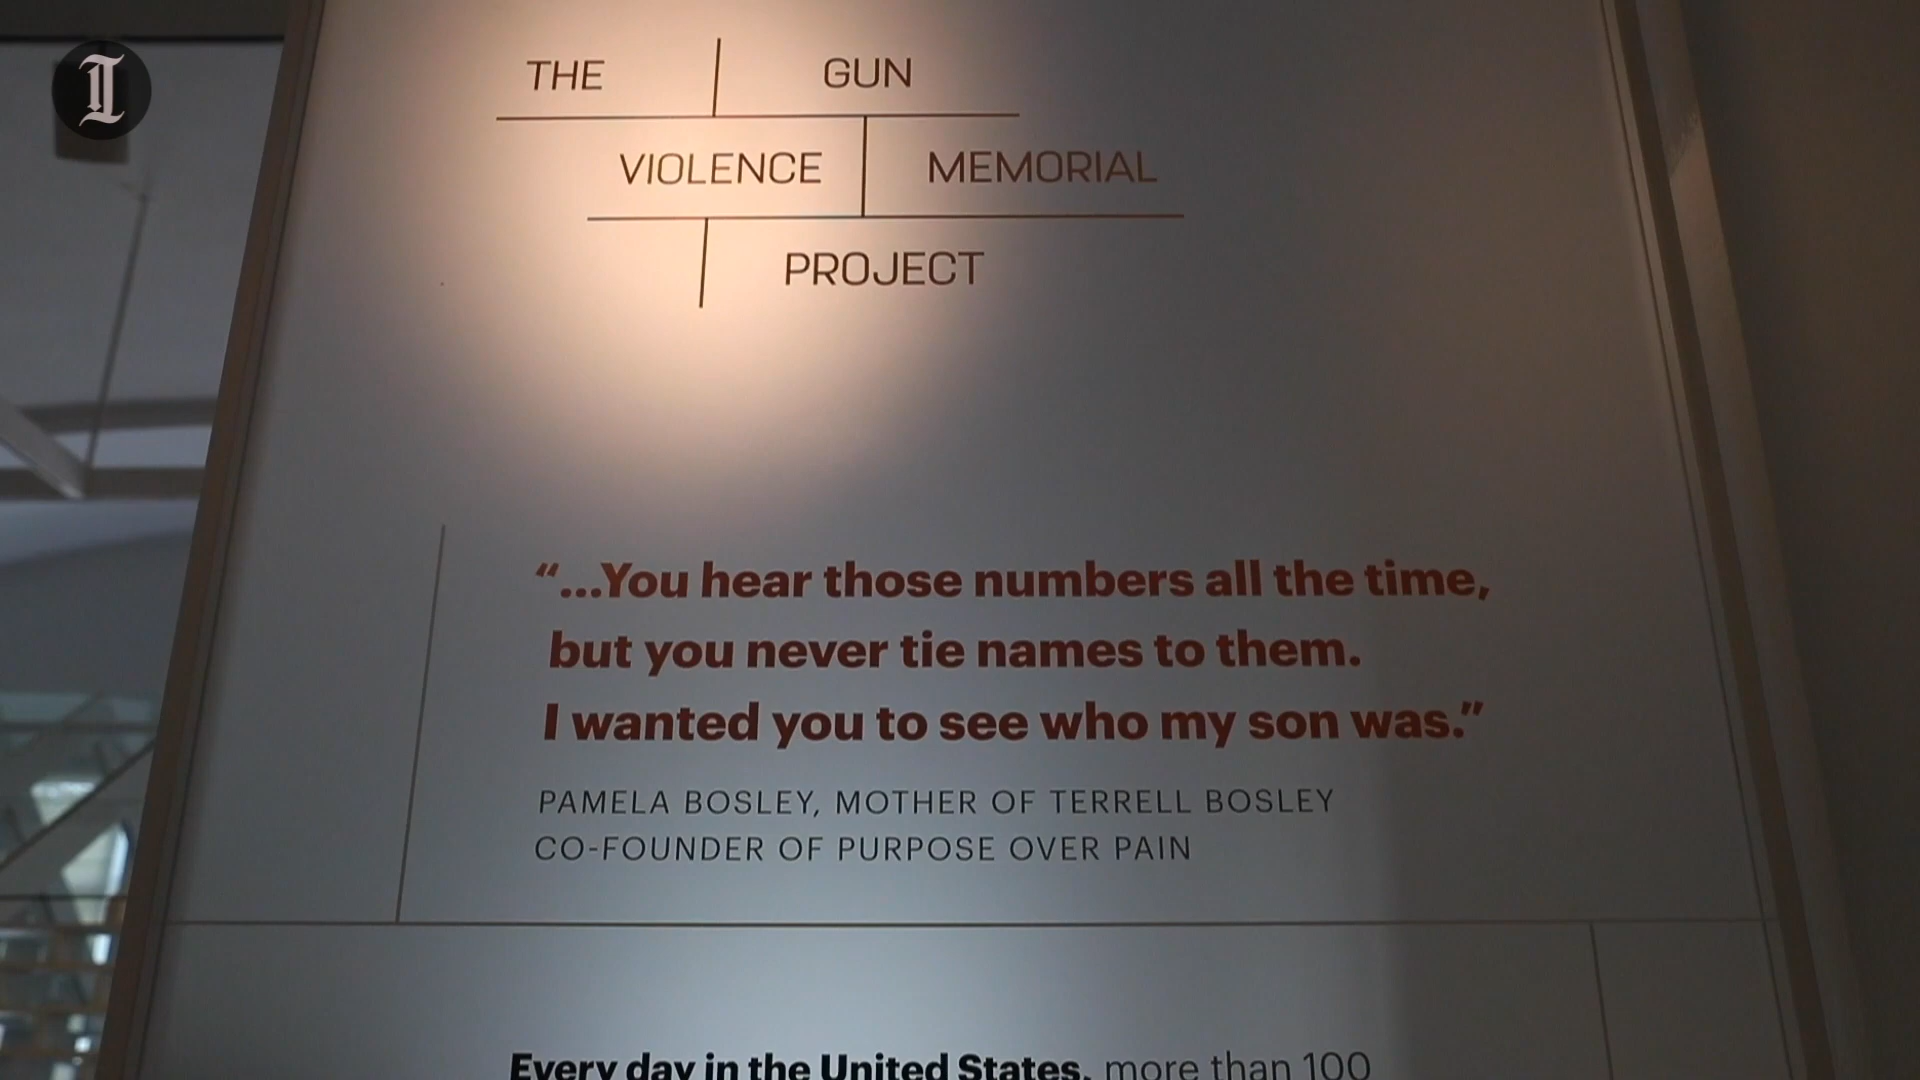 THE GUN
VIOLENCE MEMORIAL
PROJECT
“...You hear those numbers all the time,
but you never tie names to them.
I wanted you to see who my son was.”
PAMELA BOSLEY, MOTHER OF TERRELL BOSLEY
CO-FOUNDER OF PURPOSE OVER PAIN
Every day in the United States, more than 100
I